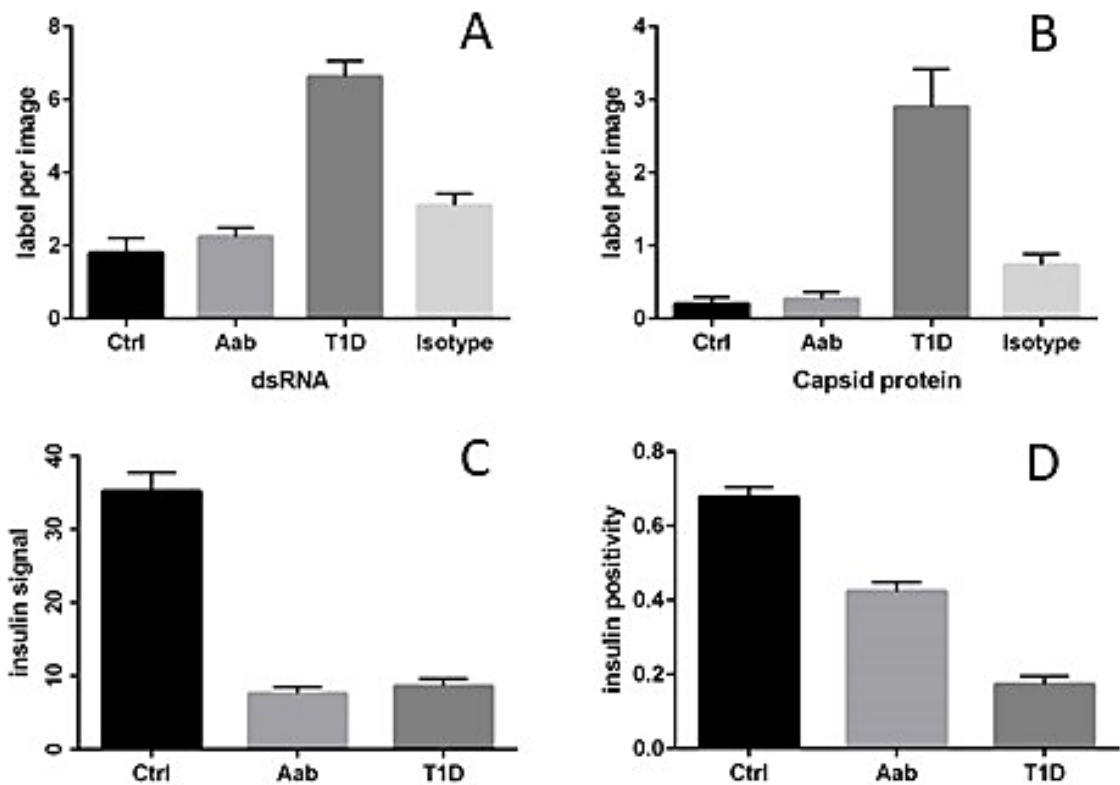 A
label per image
8
6
4
2
0
Ctrl Aab T1D Isotype
dsRNA
B
label per image
4
3
2
1
0
Ctrl Aab T1D Isotype
Capsid protein
C
insulin signal
40
30
20
10
0
Ctrl Aab T1D
D
insulin positivity
0.8
0.6
0.4
0.2
0.0
Ctrl Aab T1D